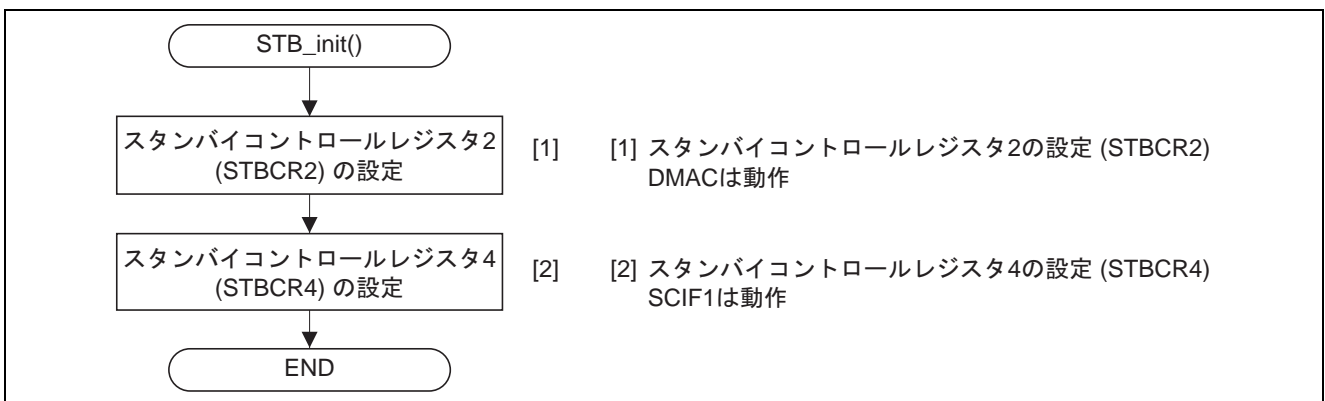 STB_init()
スタンバイコントロールレジスタ2
(STBCR2) の設定
[1]
[1] スタンバイコントロールレジスタ2の設定 (STBCR2)
DMACは動作
スタンバイコントロールレジスタ4
(STBCR4) の設定
[2]
[2] スタンバイコントロールレジスタ4の設定 (STBCR4)
SCIF1は動作
END